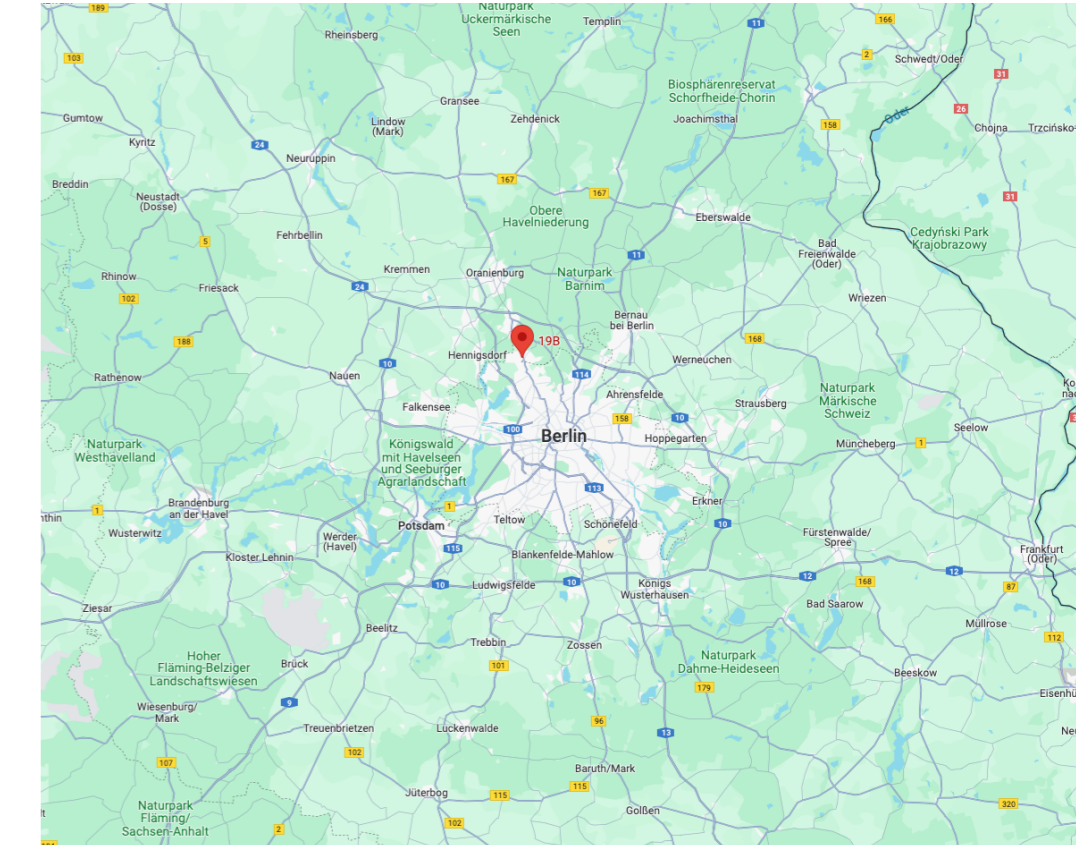 189
Naturpark
Uckermärkische
Seen
Templin
11
166
Rheinsberg
103
2
Schwedt/Oder
31
Biosphärenreservat
Schorfheide-Chorin
Gransee
26
Gumtow
Lindow
(Mark)
Zehdenick
Joachimsthal
Oder
158
Chojna
Trzcińsko-
Kyritz
24
Neuruppin
Breddin
167
167
31
Neustadt
(Dosse)
Obere
Havelniederung
Eberswalde
Fehrbellin
5
Cedyński Park
Krajobrazowy
Bad
Freienwalde
(Oder)
11
Rhinow
Kremmen
Oranienburg
Naturpark
Barnim
Friesack
24
102
Wriezen
Bernau
bei Berlin
188
19B
168
Hennigsdorf
10
Werneuchen
Rathenow
Nauen
114
Ahrensfelde
Naturpark
Märkische
Schweiz
Ko
nac
Falkensee
Strausberg
158
10
100
Berlin
Hoppegarten
Seelow
Müncheberg
1
Naturpark
Westhavelland
Königswald
mit Havelseen
und Seeburger
Agrarlandschaft
113
Erkner
Brandenburg
an der Havel
1
1
nthin
Potsdam
Teltow
Schönefeld
10
Wusterwitz
Werder
(Havel)
Fürstenwalde/
Spree
115
Blankenfelde-Mahlow
Kloster Lehnin
Frankfurt
(Oder)
10
Ludwigsfelde
10
Königs
Wusterhausen
12
168
12
87
Ziesar
Bad Saarow
Beelitz
Müllrose
Trebbin
Zossen
112
Hoher
Fläming-Belziger
Landschaftswiesen
Brück
101
Naturpark
Dahme-Heideseen
Beeskow
179
Eisenhü
9
Wiesenburg/
Mark
96
Treuenbrietzen
Luckenwalde
13
Neu
102
107
Baruth/Mark
115
Jüterbog
115
Naturpark
Fläming/
Sachsen-Anhalt
Golßen
320
2
102